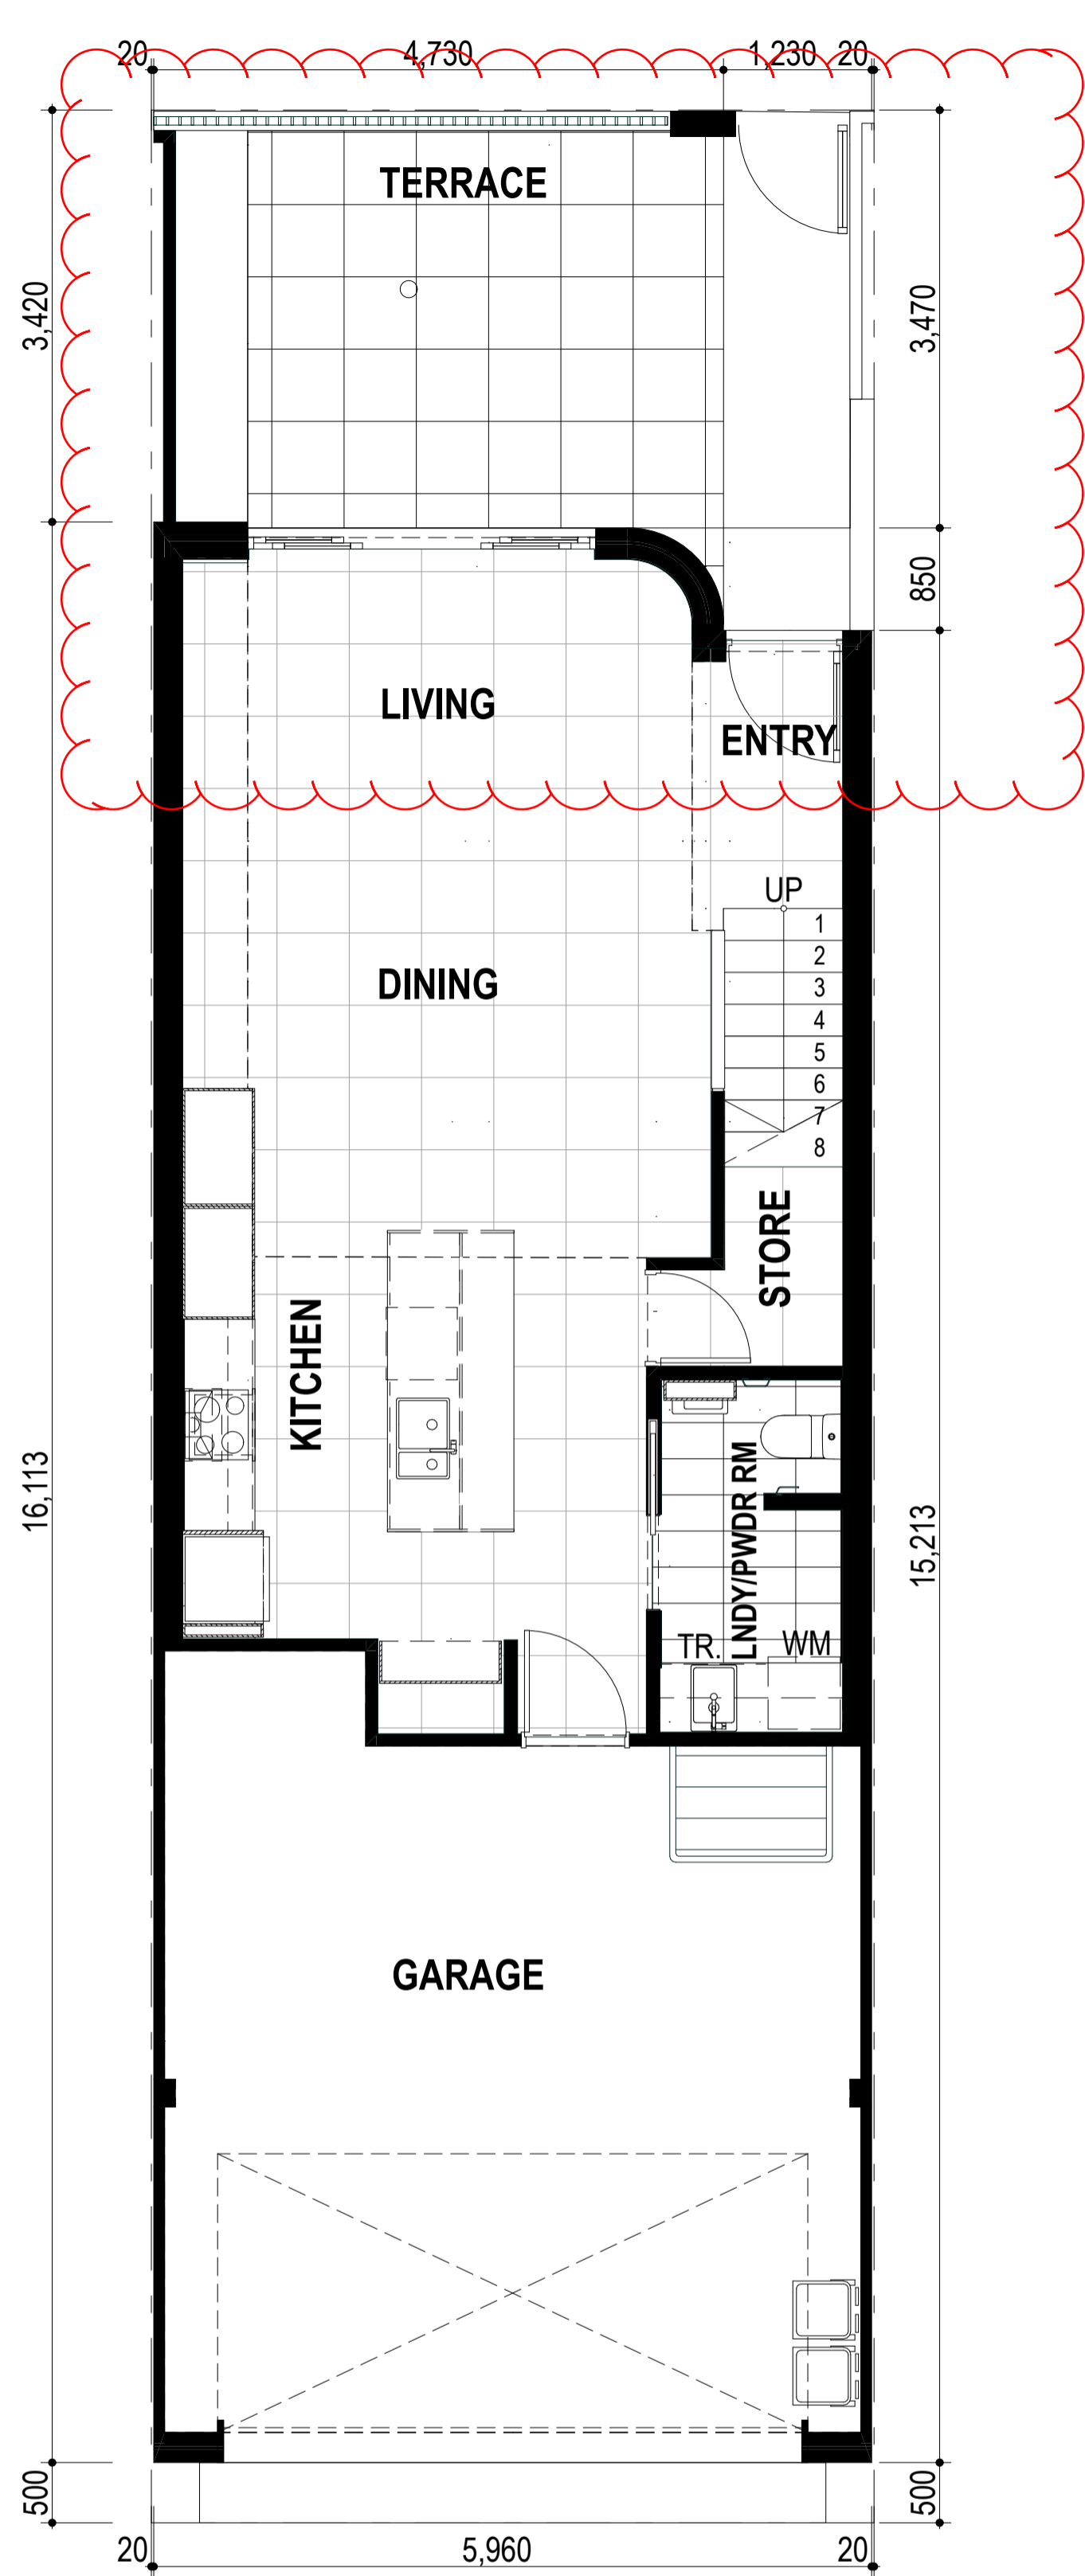 20 4,730 1,230 20
TERRACE
3,420
3,470
850
LIVING
ENTRY
UP
1
2
3
4
5
6
7
8
DINING
STORE
KITCHEN
LNDY/PWDR RM
16,113
15,213
TR. WM
GARAGE
500
500
20 5,960 20